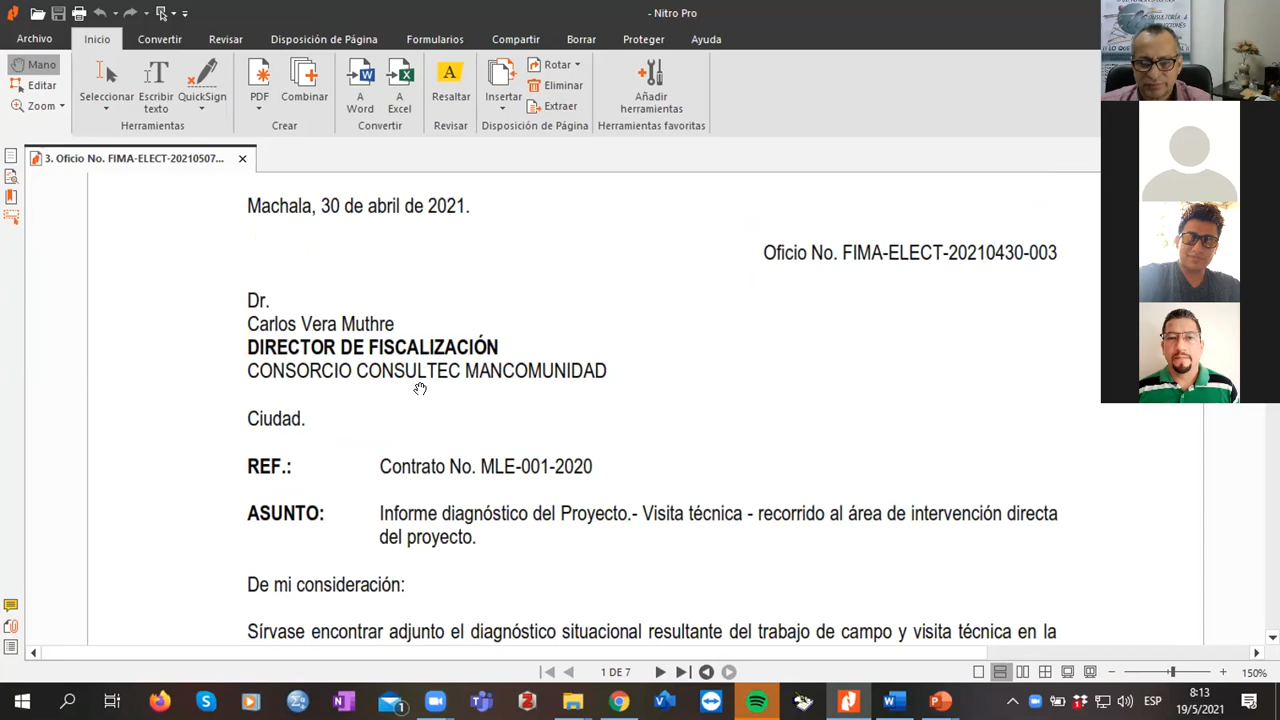 - Nitro Pro
Archivo Inicio Convertir Revisar Disposición de Página Formularios Compartir Borrar Proteger Ayuda
Mano
Editar
Zoom
Seleccionar
Escribir texto
QuickSign
Herramientas
PDF
Combinar
Crear
A Word
A Excel
Convertir
Resaltar
Revisar
Insertar
Rotar
Eliminar
Extraer
Disposición de Página
Añadir herramientas
Herramientas favoritas
3. Oficio No. FIMA-ELECT-20210507...
Machala, 30 de abril de 2021.
Oficio No. FIMA-ELECT-20210430-003
Dr.
Carlos Vera Muthre
DIRECTOR DE FISCALIZACIÓN
CONSORCIO CONSULTEC MANCOMUNIDAD
Ciudad.
REF.: Contrato No. MLE-001-2020
ASUNTO: Informe diagnóstico del Proyecto.- Visita técnica - recorrido al área de intervención directa
del proyecto.
De mi consideración:
Sírvase encontrar adjunto el diagnóstico situacional resultante del trabajo de campo y visita técnica en la
1 DE 7
150%
ESP
8:13
19/5/2021